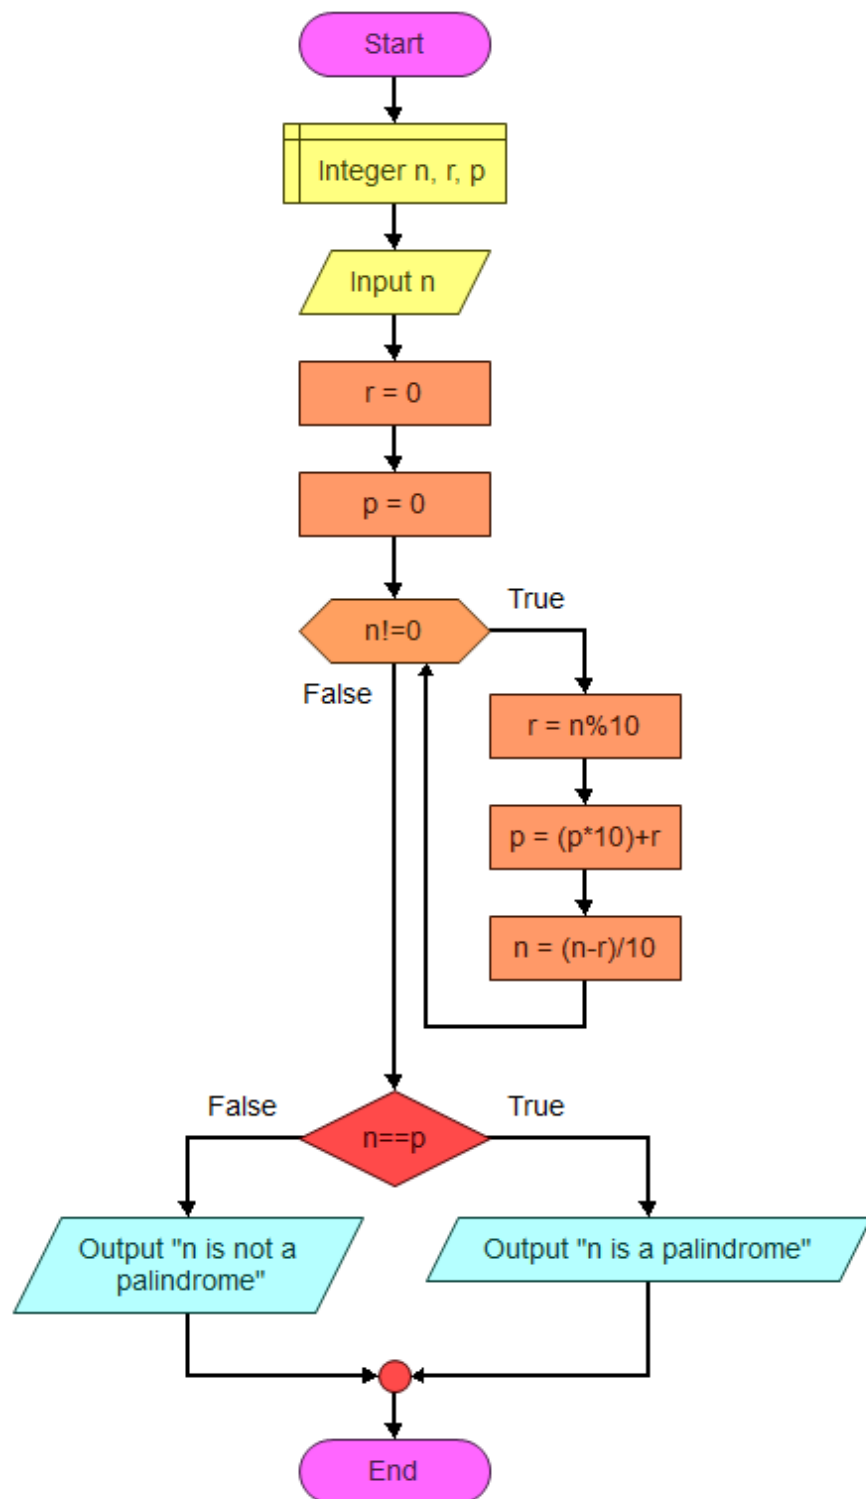 Start
Integer n, r, p
Input n
r = 0
p = 0
n!=0
True
False
r = n%10
p = (p*10)+r
n = (n-r)/10
False
True
n==p
Output "n is not a
palindrome"
Output "n is a palindrome"
End